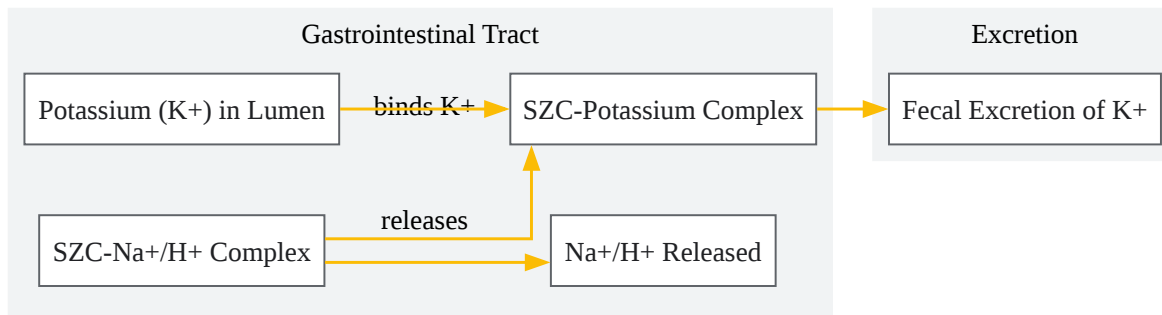 Gastrointestinal Tract
Excretion
Potassium (K+) in Lumen
binds K+
SZC-Potassium Complex
Fecal Excretion of K+
releases
SZC-Na+/H+ Complex
Na+/H+ Released